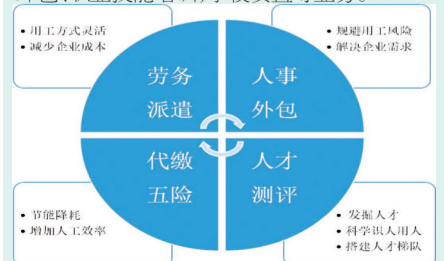 • 用工方式灵活
• 减少企业成本
• 规避用工风险
• 解决企业需求
劳务
派遣
人事
外包
代缴
五险
人才
测评
• 节能降耗
• 增加人工效率
• 发掘人才
• 科学识人用人
• 搭建人才梯队